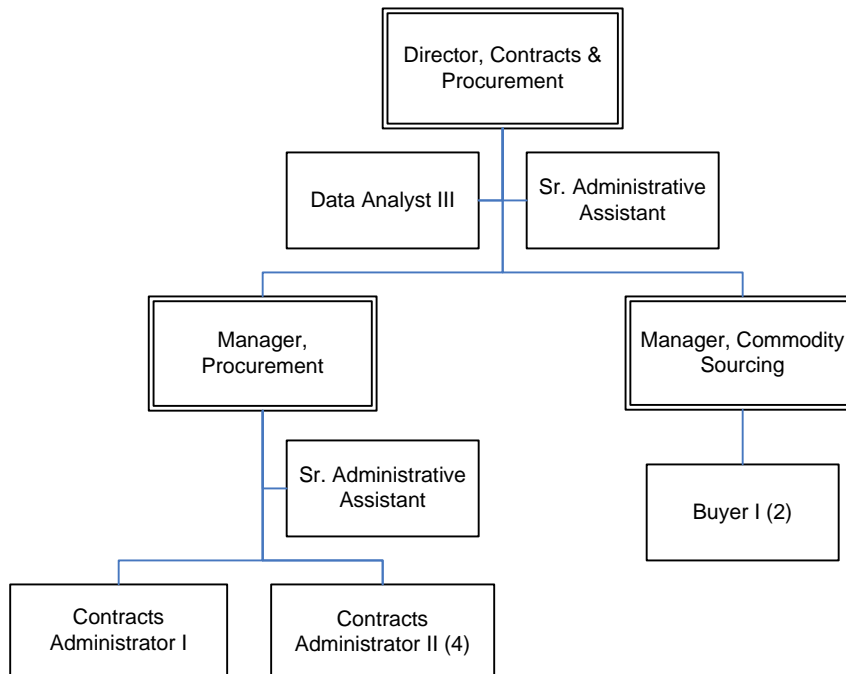 Director, Contracts &
Procurement
Data Analyst III
Sr. Administrative
Assistant
Manager,
Procurement
Manager, Commodity
Sourcing
Sr. Administrative
Assistant
Buyer I (2)
Contracts
Administrator I
Contracts
Administrator II (4)